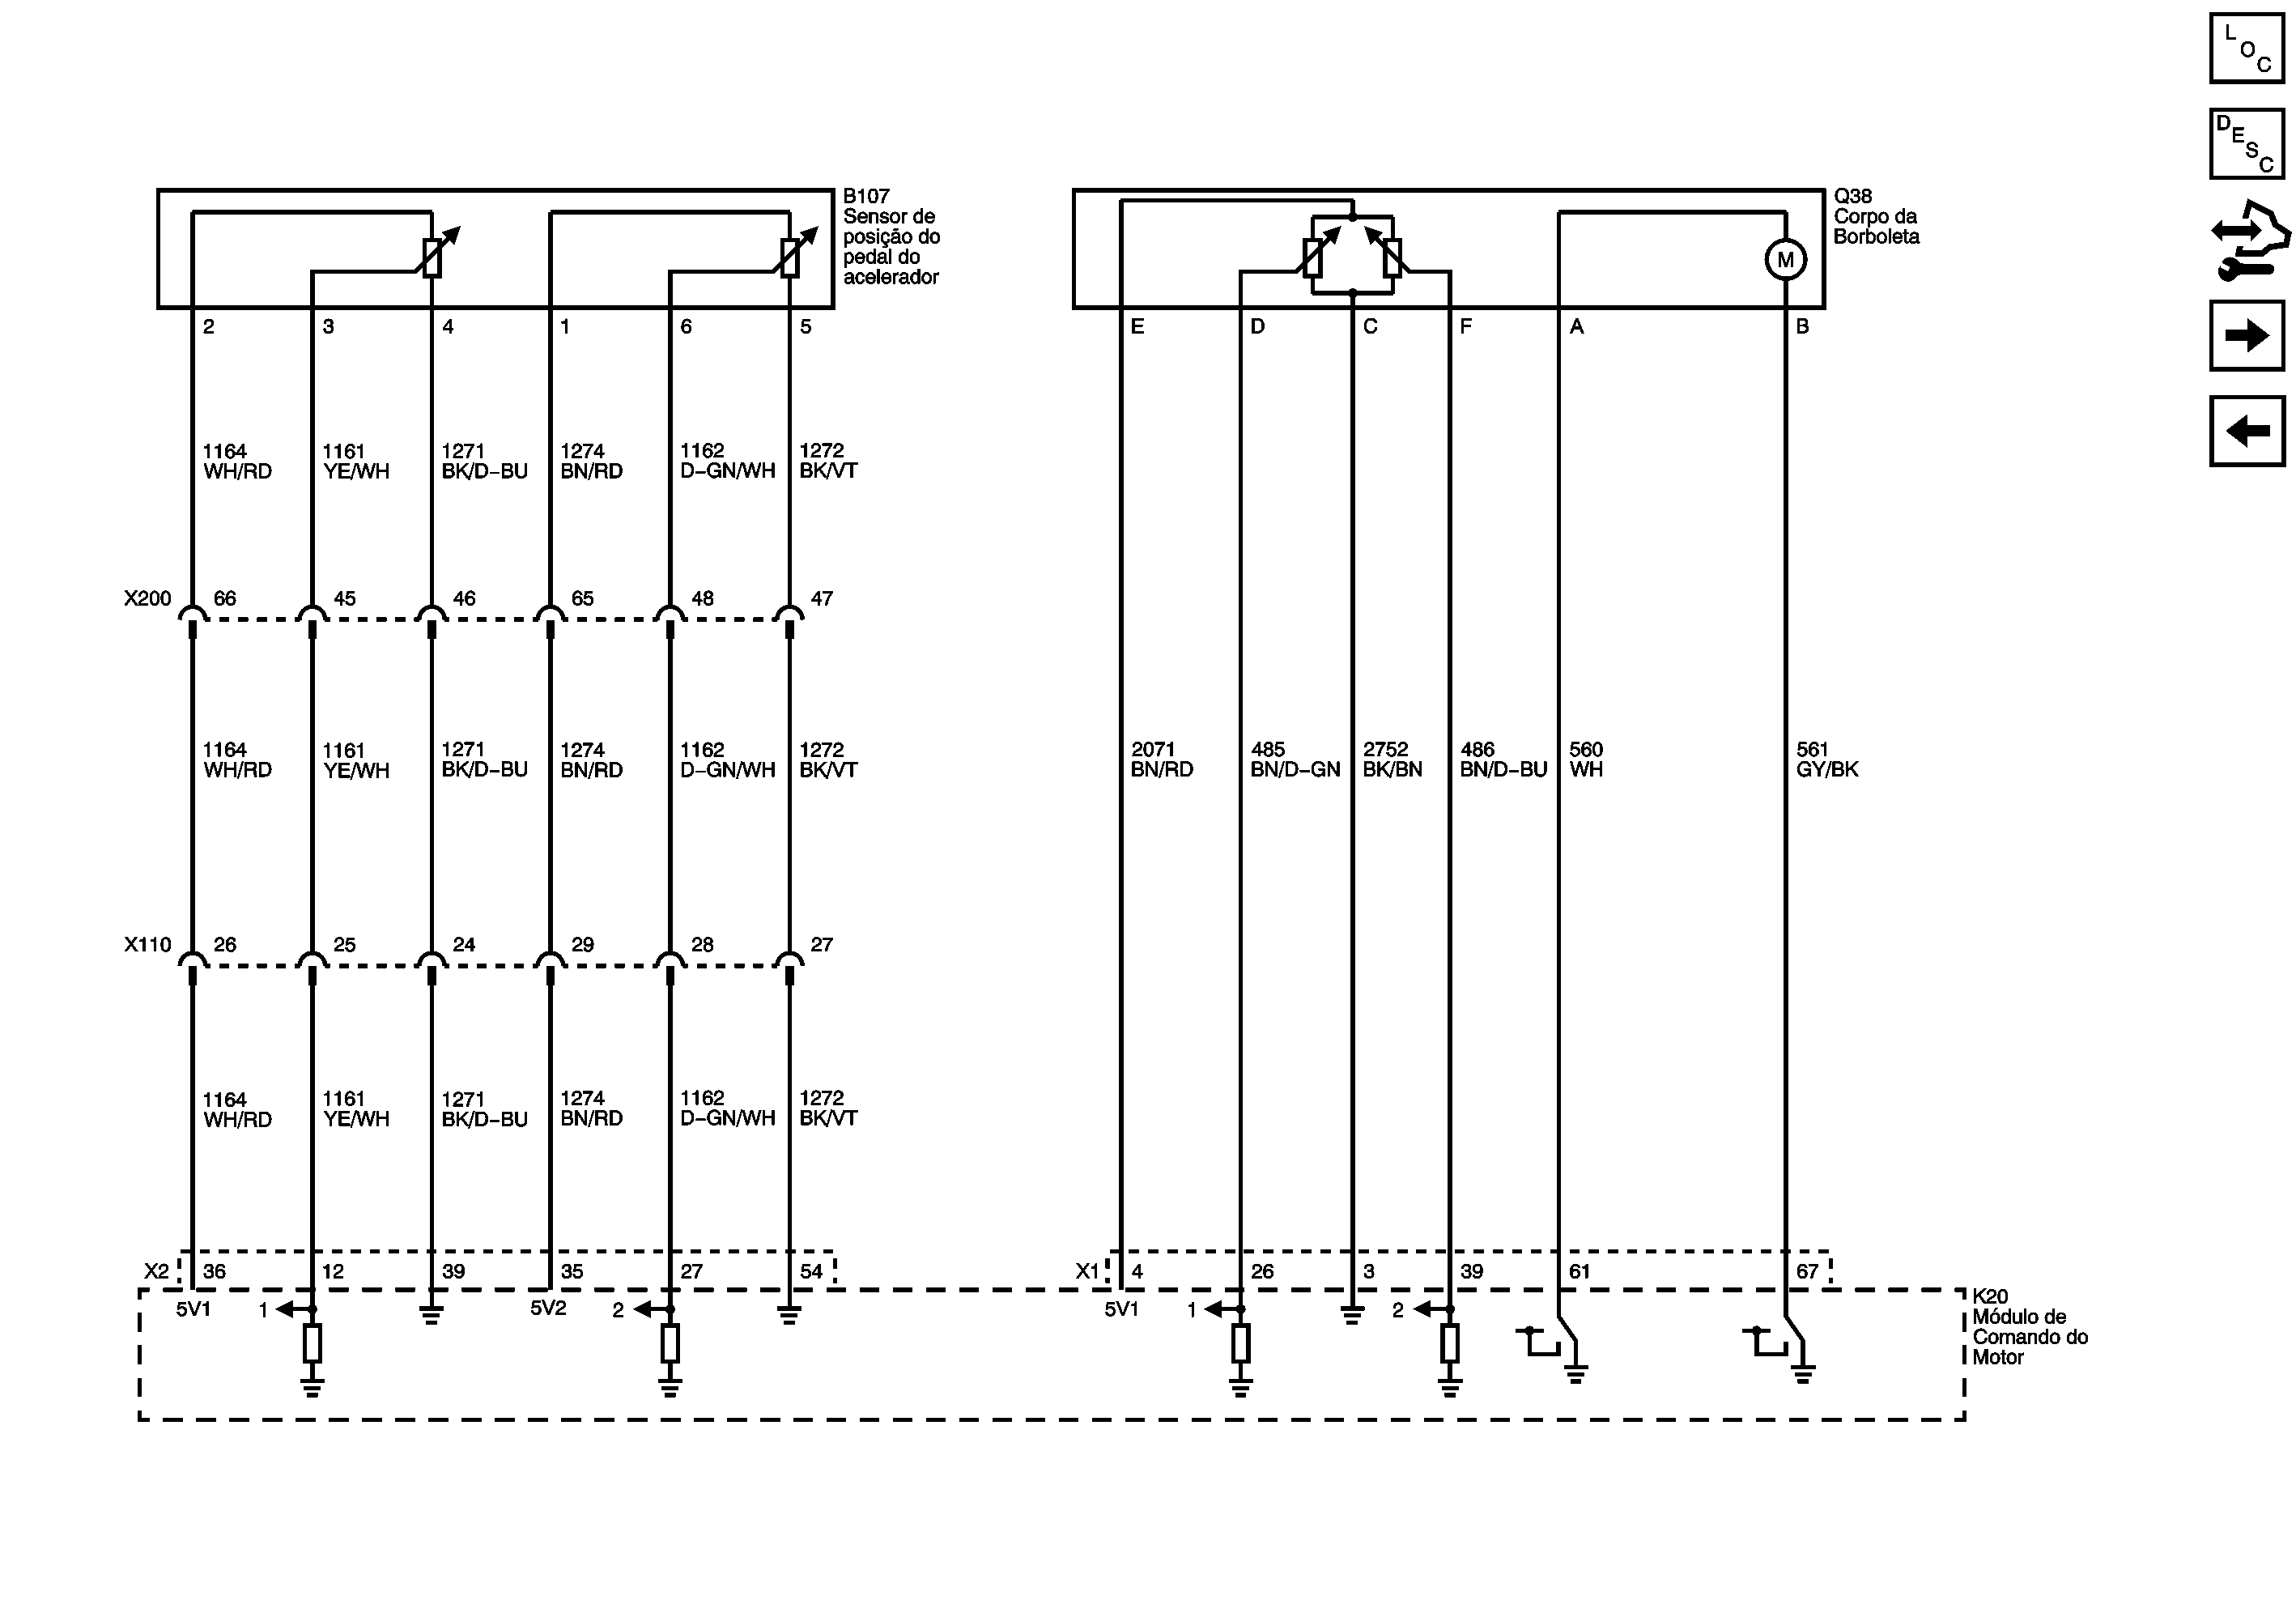 L
O
C
D
E
S
C
B107
Sensor de
posição do
pedal do
acelerador
Q38
Corpo da
Borboleta
M
2 3 4 1 6 5
E D C F A B
1164 1161 1271 1274 1162 1272
WH/RD YE/WH BK/D-BU BN/RD D-GN/WH BK/VT
X200 66 45 46 65 48 47
1164 1161 1271 1274 1162 1272
WH/RD YE/WH BK/D-BU BN/RD D-GN/WH BK/VT
2071 485 2752 486 560 561
BN/RD BN/D-GN BK/BN BN/D-BU WH GY/BK
X110 26 25 24 29 28 27
1164 1161 1271 1274 1162 1272
WH/RD YE/WH BK/D-BU BN/RD D-GN/WH BK/VT
X2 36 12 39 35 27 54
X1 4 26 3 39 61 67
5V1 1 5V2 2
5V1 1 2
K20
Módulo de
Comando do
Motor